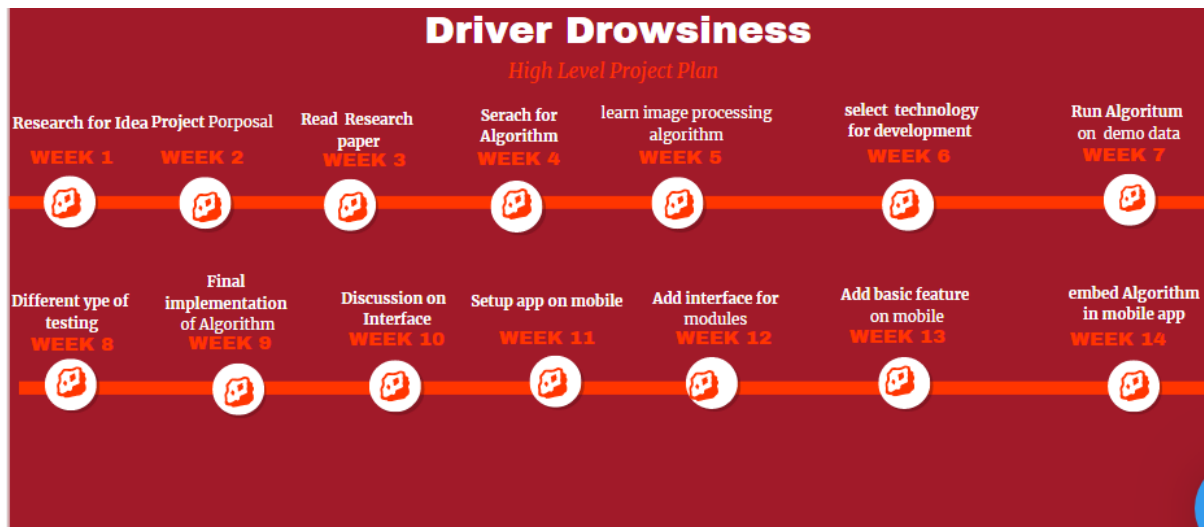 Driver Drowsiness
High Level Project Plan
Research for Idea
WEEK 1
Project Porposal
WEEK 2
Read Research
paper
WEEK 3
Serach for
Algorithm
WEEK 4
learn image processing
algorithm
WEEK 5
select technology
for development
WEEK 6
Run Algoritum
on demo data
WEEK 7
Different ype of
testing
WEEK 8
Final
implementation
of Algorithm
WEEK 9
Discussion on
Interface
WEEK 10
Setup app on mobile
WEEK 11
Add interface for
modules
WEEK 12
Add basic feature
on mobile
WEEK 13
embed Algorithm
in mobile app
WEEK 14